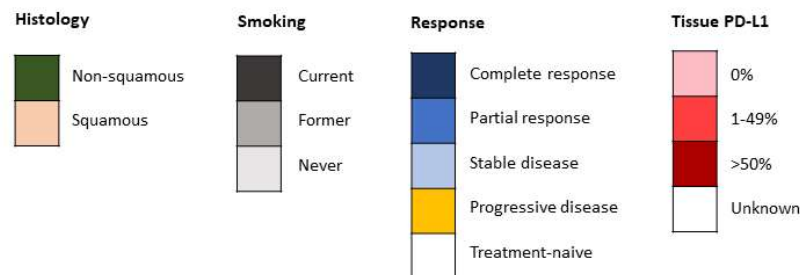 Histology
Non-squamous
Squamous
Smoking
Current
Former
Never
Response
Complete response
Partial response
Stable disease
Progressive disease
Treatment-naive
Tissue PD-L1
0%
1-49%
>50%
Unknown